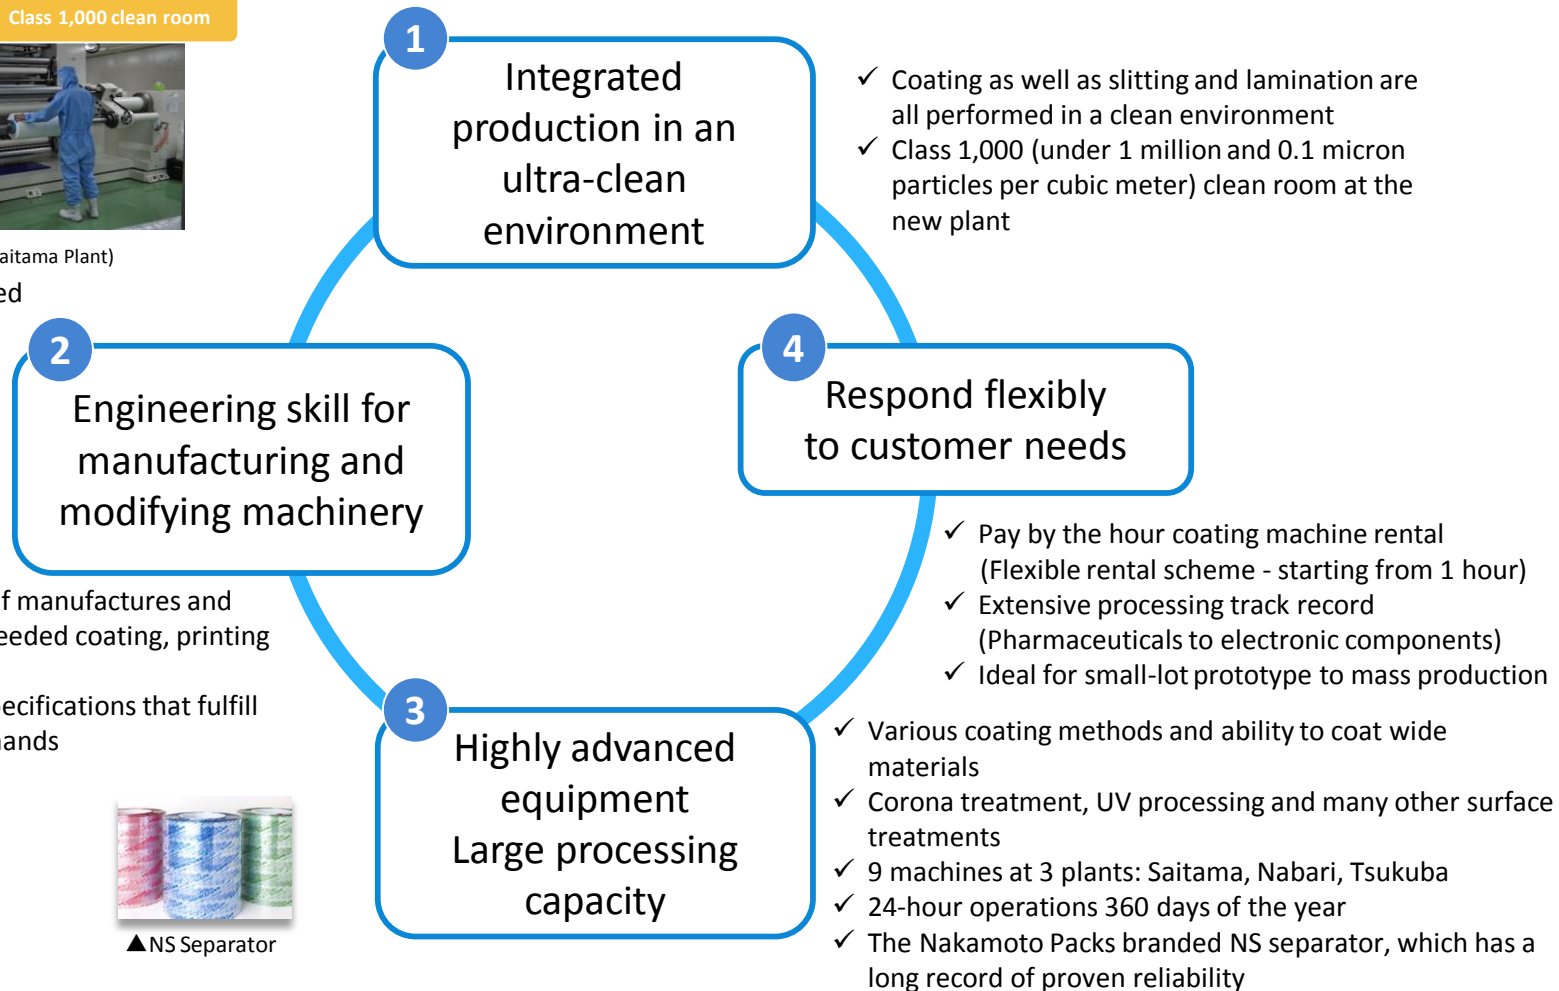 Class 1,000 clean room
1
Integrated
production in an
ultra-clean
environment
✓ Coating as well as slitting and lamination are
all performed in a clean environment
✓ Class 1,000 (under 1 million and 0.1 micron
particles per cubic meter) clean room at the
new plant
aitama Plant)
ed
2
Engineering skill for
manufacturing and
modifying machinery
4
Respond flexibly
to customer needs
✓ Pay by the hour coating machine rental
(Flexible rental scheme - starting from 1 hour)
✓ Extensive processing track record
(Pharmaceuticals to electronic components)
✓ Ideal for small-lot prototype to mass production
f manufactures and
eeded coating, printing
pecifications that fulfill
ands
3
Highly advanced
equipment
Large processing
capacity
✓ Various coating methods and ability to coat wide
materials
✓ Corona treatment, UV processing and many other surface
treatments
✓ 9 machines at 3 plants: Saitama, Nabari, Tsukuba
✓ 24-hour operations 360 days of the year
✓ The Nakamoto Packs branded NS separator, which has a
long record of proven reliability
▲NS Separator